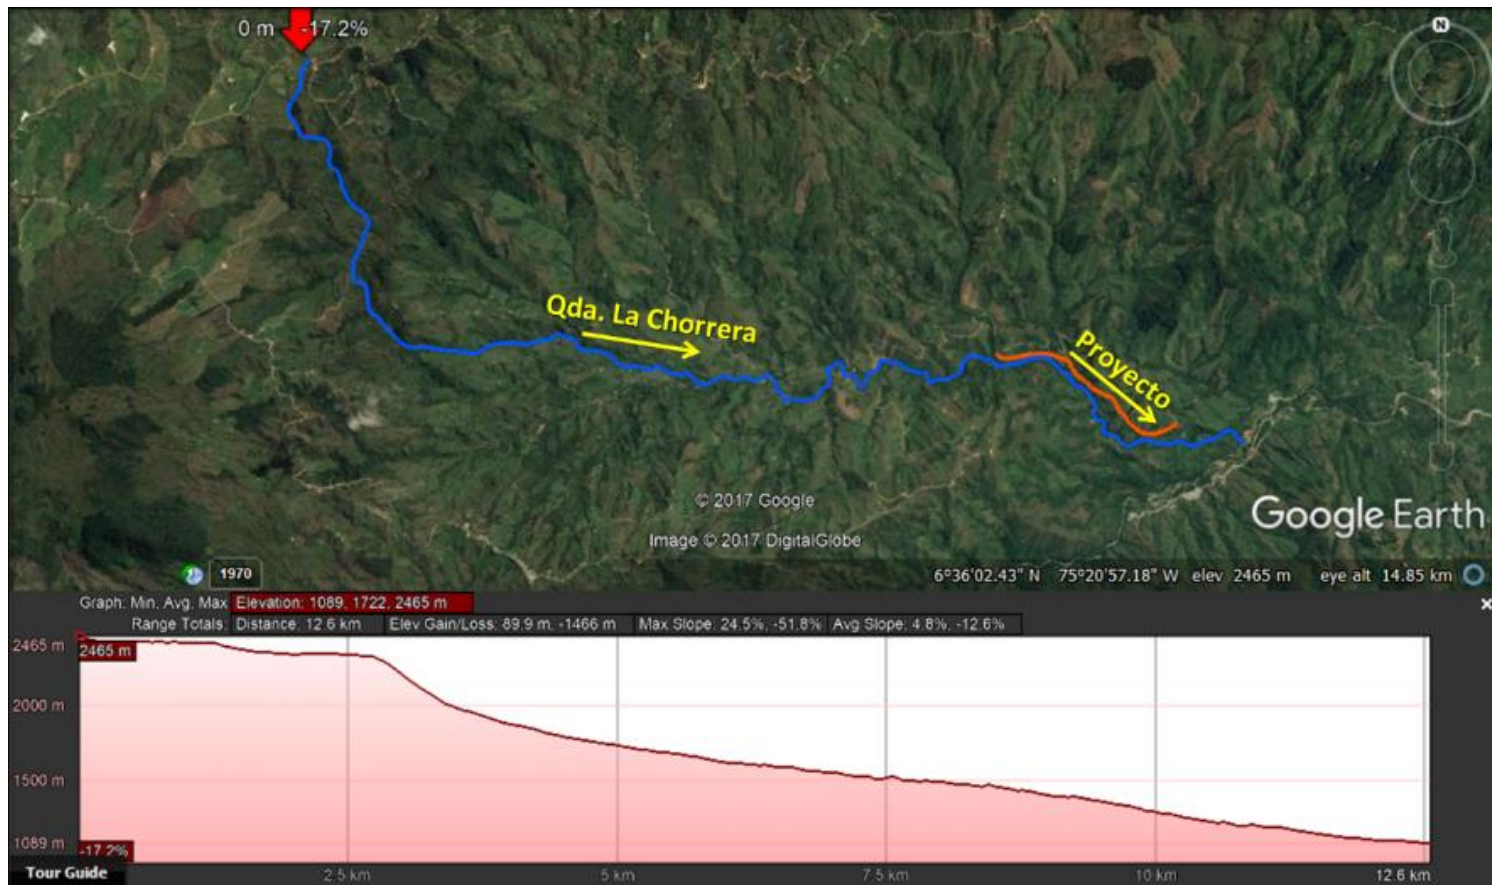 0 m -17.2%
N
Qda. La Chorrera
Proyecto
© 2017 Google
Image © 2017 DigitalGlobe
Google Earth
1970
6°36'02.43" N 75°20'57.18" W elev 2465 m eye alt 14.85 km
Graph: Min, Avg, Max Elevation: 1089, 1722, 2465 m
Range Totals: Distance: 12.6 km Elev Gain/Loss: 89.9 m, -1466 m Max Slope: 24.5%, -51.8% Avg Slope: 4.8%, -12.6%
2465 m
2465 m
2000 m
1500 m
1089 m
-17.2%
Tour Guide
2.5 km
5 km
7.5 km
10 km
12.6 km